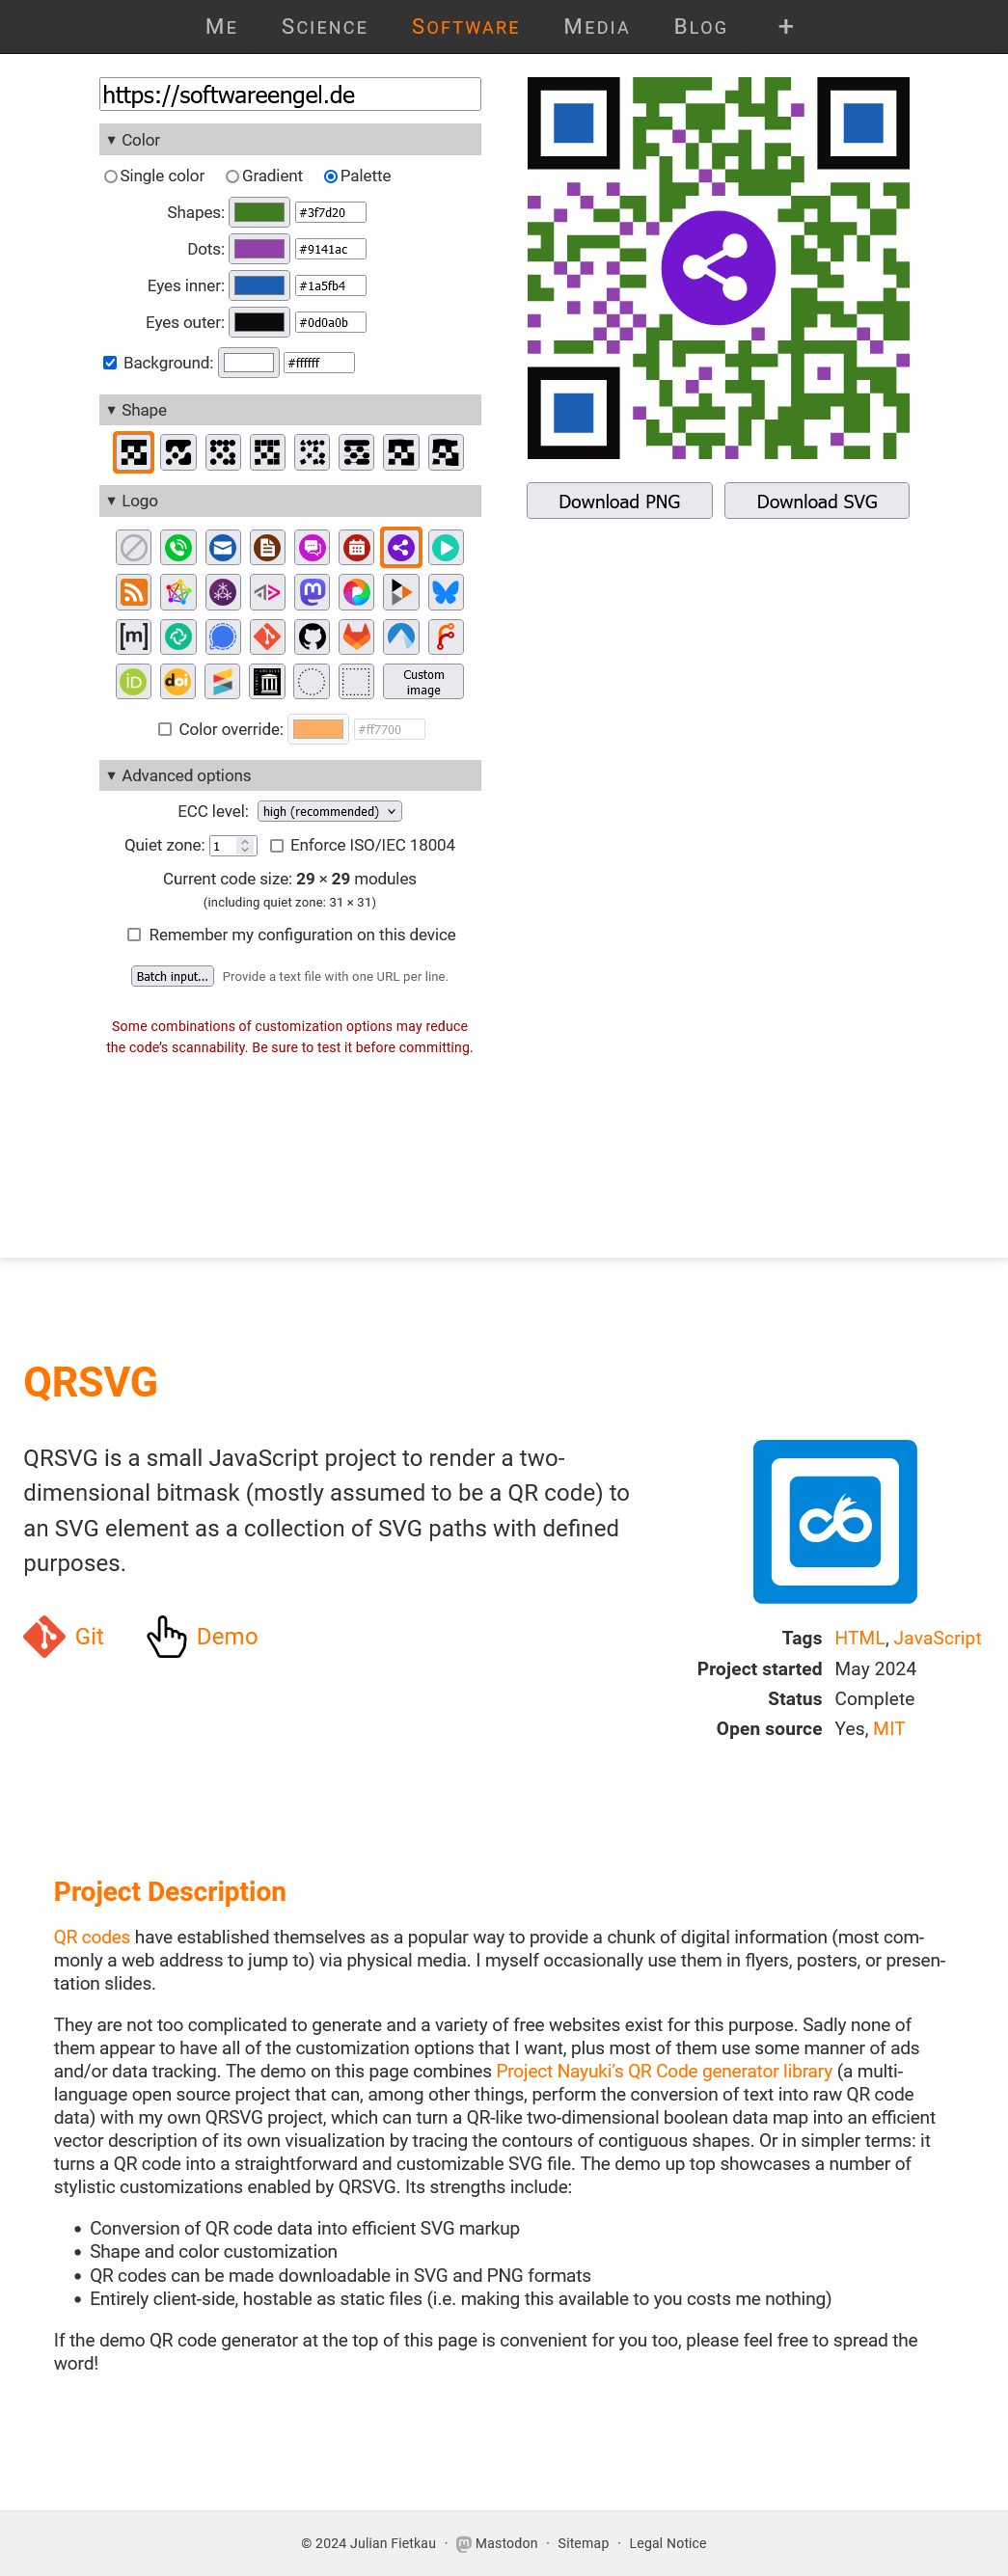 Me Science Software Media Blog +
https://softwareengel.de
▼ Color
Single color Gradient Palette
Shapes: #3f7d20
Dots: #9141ac
Eyes inner: #1a5fb4
Eyes outer: #0d0a0b
Background: #ffffff
▼ Shape
Download PNG Download SVG
▼ Logo
[m]
iD doi Custom
image
Color override: #ff7700
▼ Advanced options
ECC level: high (recommended)
Quiet zone: 1 Enforce ISO/IEC 18004
Current code size: 29 × 29 modules
(including quiet zone: 31 × 31)
Remember my configuration on this device
Batch input... Provide a text file with one URL per line.
Some combinations of customization options may reduce
the code’s scannability. Be sure to test it before committing.
QRSVG
QRSVG is a small JavaScript project to render a two-
dimensional bitmask (mostly assumed to be a QR code) to
an SVG element as a collection of SVG paths with defined
purposes.
Git Demo
Tags HTML, JavaScript
Project started May 2024
Status Complete
Open source Yes, MIT
Project Description
QR codes have established themselves as a popular way to provide a chunk of digital information (most com-
monly a web address to jump to) via physical media. I myself occasionally use them in flyers, posters, or presen-
tation slides.
They are not too complicated to generate and a variety of free websites exist for this purpose. Sadly none of
them appear to have all of the customization options that I want, plus most of them use some manner of ads
and/or data tracking. The demo on this page combines Project Nayuki’s QR Code generator library (a multi-
language open source project that can, among other things, perform the conversion of text into raw QR code
data) with my own QRSVG project, which can turn a QR-like two-dimensional boolean data map into an efficient
vector description of its own visualization by tracing the contours of contiguous shapes. Or in simpler terms: it
turns a QR code into a straightforward and customizable SVG file. The demo up top showcases a number of
stylistic customizations enabled by QRSVG. Its strengths include:
• Conversion of QR code data into efficient SVG markup
• Shape and color customization
• QR codes can be made downloadable in SVG and PNG formats
• Entirely client-side, hostable as static files (i.e. making this available to you costs me nothing)
If the demo QR code generator at the top of this page is convenient for you too, please feel free to spread the
word!
© 2024 Julian Fietkau · Mastodon · Sitemap · Legal Notice